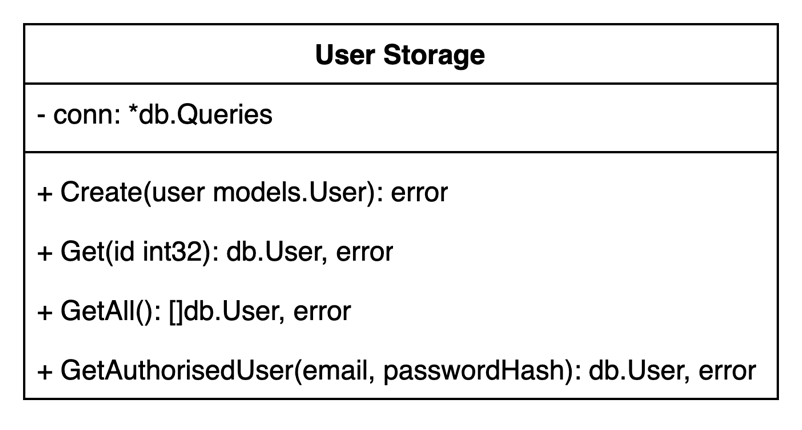 User Storage
- conn: *db.Queries
+ Create(user models.User): error
+ Get(id int32): db.User, error
+ GetAll(): []db.User, error
+ GetAuthorisedUser(email, passwordHash): db.User, error